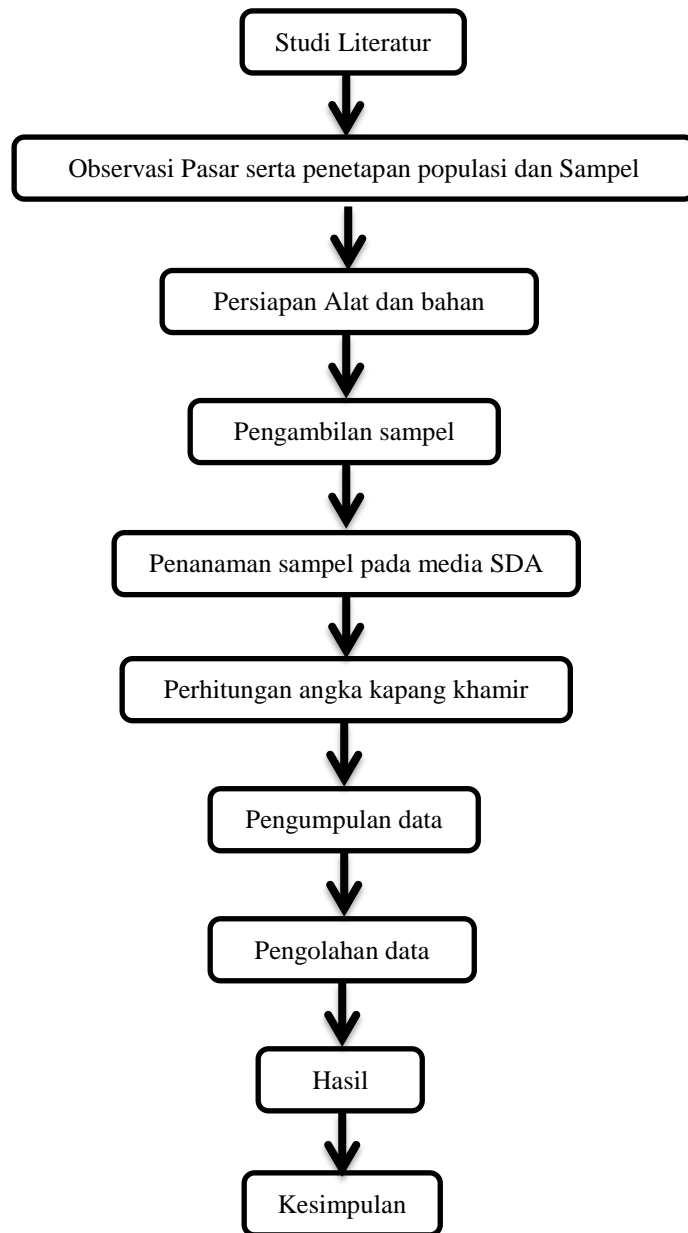 Studi Literatur
Observasi Pasar serta penetapan populasi dan Sampel
Persiapan Alat dan bahan
Pengambilan sampel
Penanaman sampel pada media SDA
Perhitungan angka kapang khamir
Pengumpulan data
Pengolahan data
Hasil
Kesimpulan